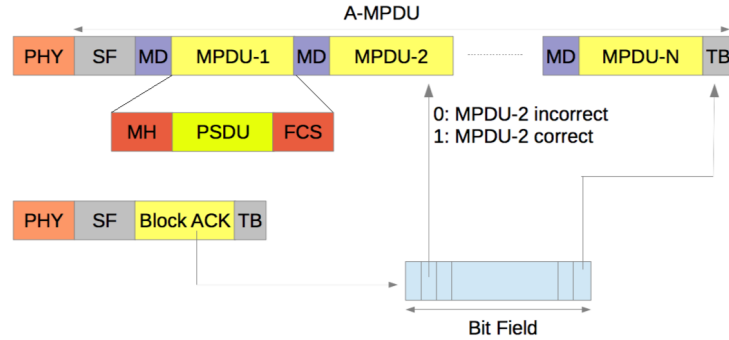 A-MPDU
PHY SF MD MPDU-1 MD MPDU-2 MD MPDU-N TB
0: MPDU-2 incorrect
1: MPDU-2 correct
MH PSDU FCS
PHY SF Block ACK TB
Bit Field